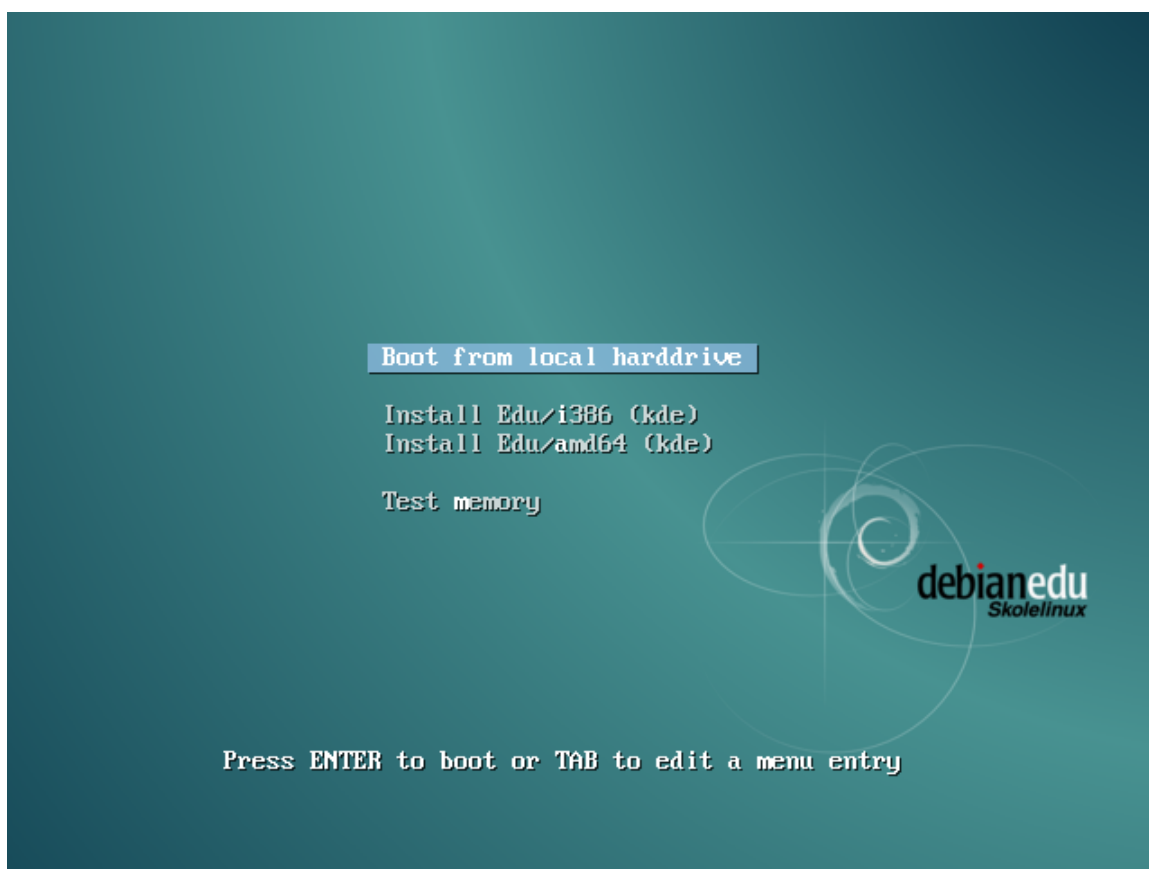 Boot from local harddrive
Install Edu/i386 (kde)
Install Edu/amd64 (kde)
Test memory
debianedu
Skolelinux
Press ENTER to boot or TAB to edit a menu entry